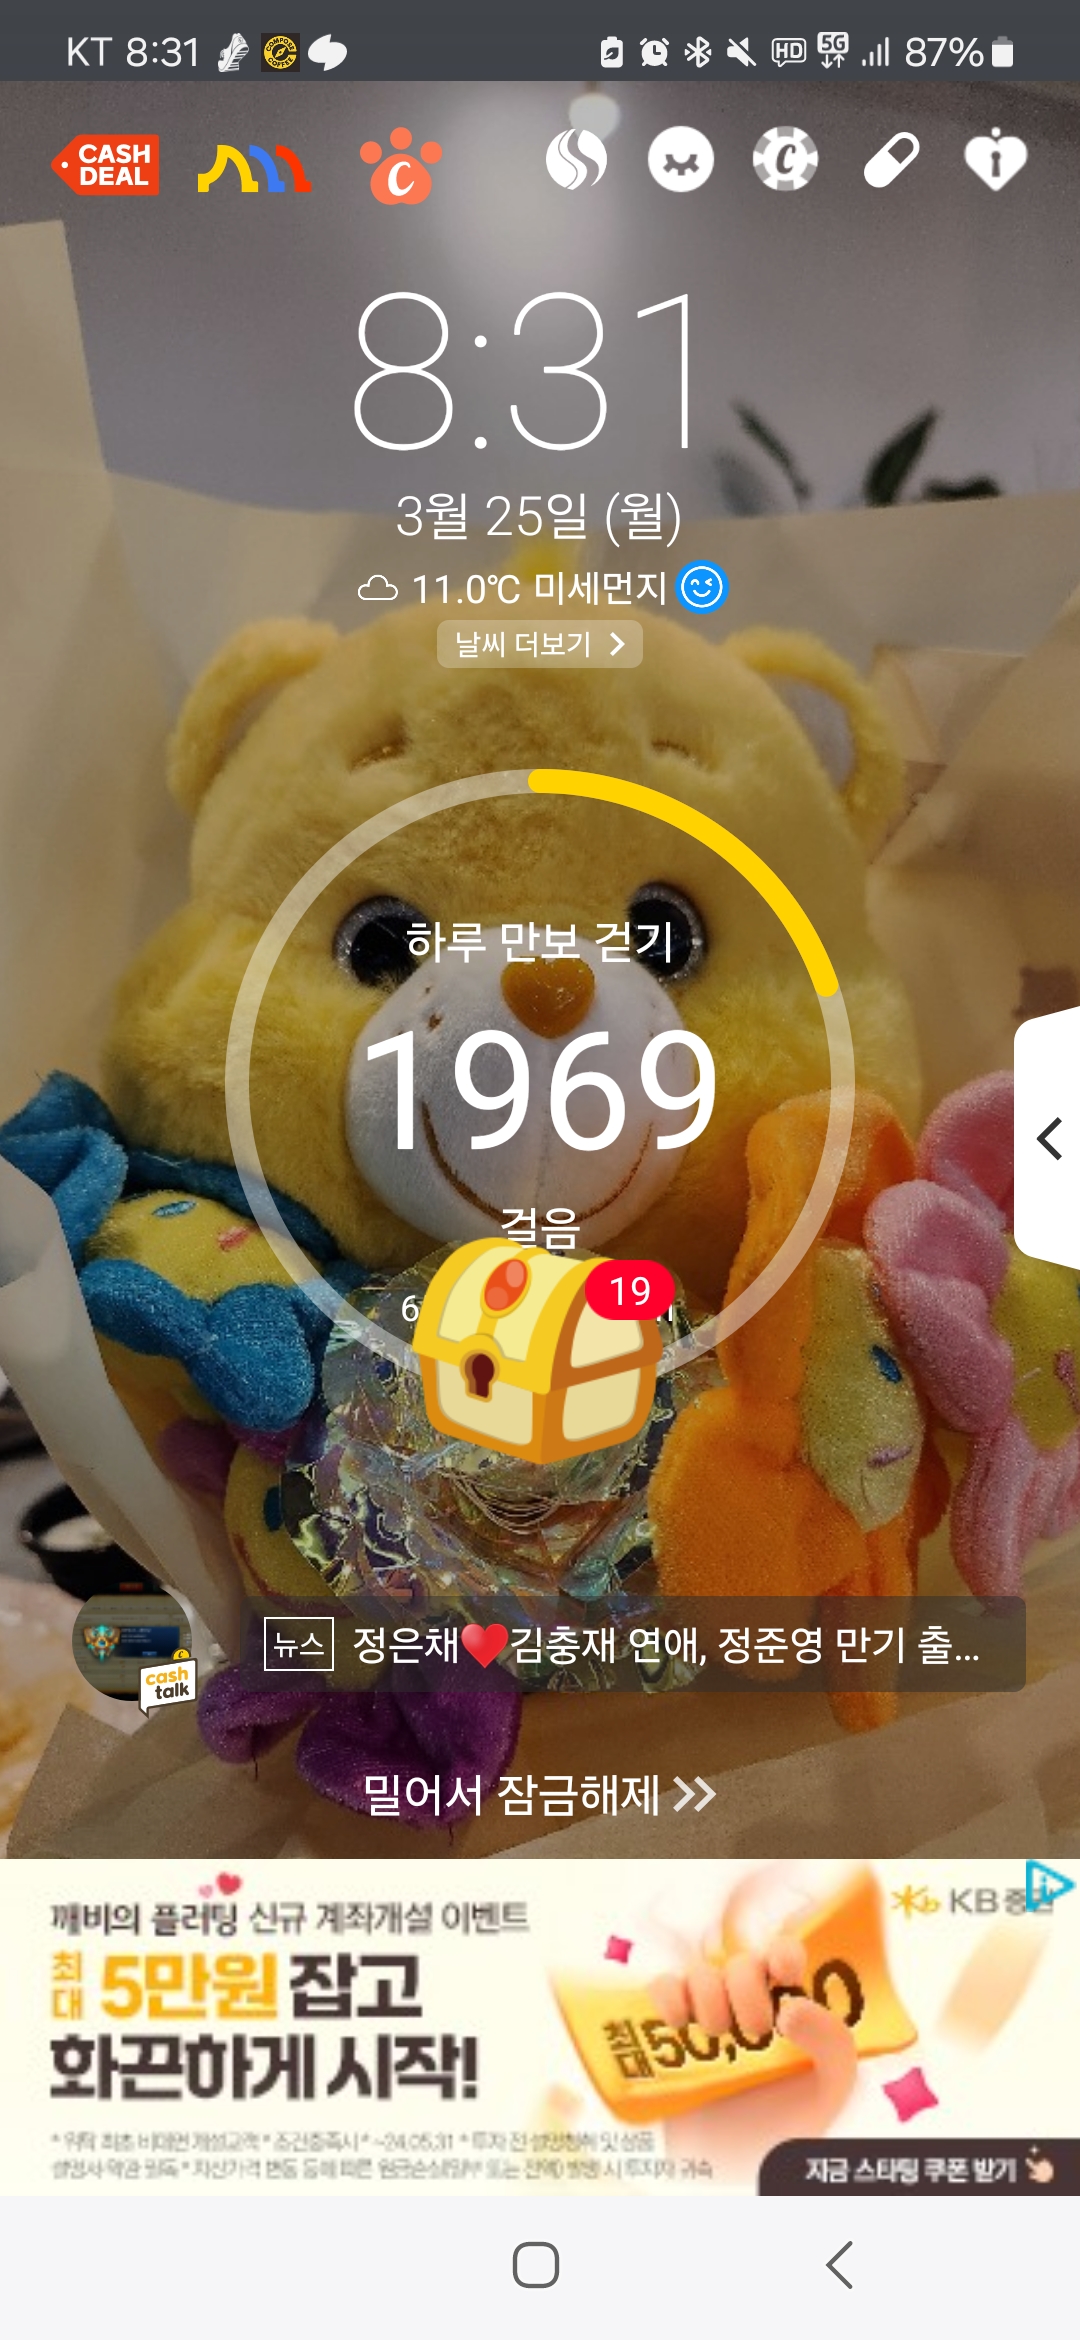 KT 8:31
HD 5G 87%
CASH
DEAL
8:31
3월 25일 (월)
11.0℃ 미세먼지
날씨 더보기
하루 만보 걷기
1969
걸음
6
19
뉴스 정은채❤김충재 연애, 정준영 만기 출...
cash
talk
밀어서 잠금해제
깨비의 플러팅 신규 계좌개설 이벤트
KB증권
최대 5만원 잡고
화끈하게 시작!
최대 50,000
지금 스타팅 쿠폰 받기